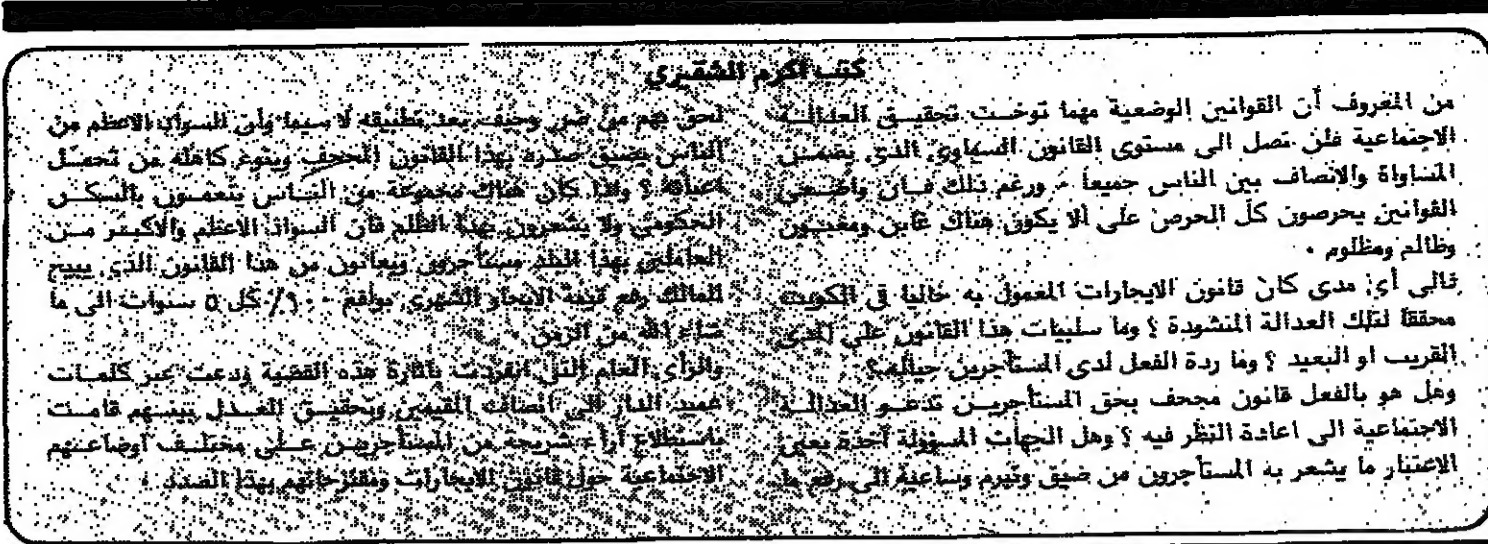 كتب اكرم الشقيري
من المعروف أن القوانين الوضعية مهما توخت تحقيق العدالة
الاجتماعية فلن تصل الى مستوى القانون السماوي الذي يضمن
المساواة والانصاف بين الناس جميعاً . ورغم ذلك فان واضعي
القوانين يحرصون كل الحرص على ألا يكون هناك غابن ومغبون
وظالم ومظلوم .
فالى أي مدى كان قانون الايجارات المعمول به حاليا في الكويت
محققا لتلك العدالة المنشودة ؟ وما سلبيات هذا القانون على المدى
القريب او البعيد ؟ وما ردة الفعل لدى المستأجرين حياله ؟
وهل هو بالفعل قانون مجحف بحق المستأجرين تدعو العدالة
الاجتماعية الى اعادة النظر فيه ؟ وهل الجهات المسؤولة آخذة بعين
الاعتبار ما يشعر به المستأجرون من ضيق وتبرم وساعية الى رفع ما
لحق بهم من ضرر وحيف بعد تطبيقه لا سيما وأن السواد الاعظم من
الناس يضيق صدره بهذا القانون المجحف وينوء كاهله من تحمل
اعبائه ؟ واذا كان هناك مجموعة من الناس يتنعمون بالسكن
الحكومي ولا يشعرون بهذا الظلم فان السواد الاعظم والاكبر من
العاملين بهذا البلد مستأجرون ويعانون من هذا القانون الذي يبيح
للمالك رفع قيمة الايجار الشهري بواقع ١٠٠٪ كل ٥ سنوات الى ما
شاء الله من الزمن .
والرأي العام التي انفردت باثارة هذه القضية ودعت عبر كلمات
عميد الدار الى انصاف المقيمين وتحقيق العدل بينهم قامت
باستطلاع آراء شريحة من المستأجرين على مختلف أوضاعهم
الاجتماعية حول قانون الايجارات ومقترحاتهم بهذا الصدد .